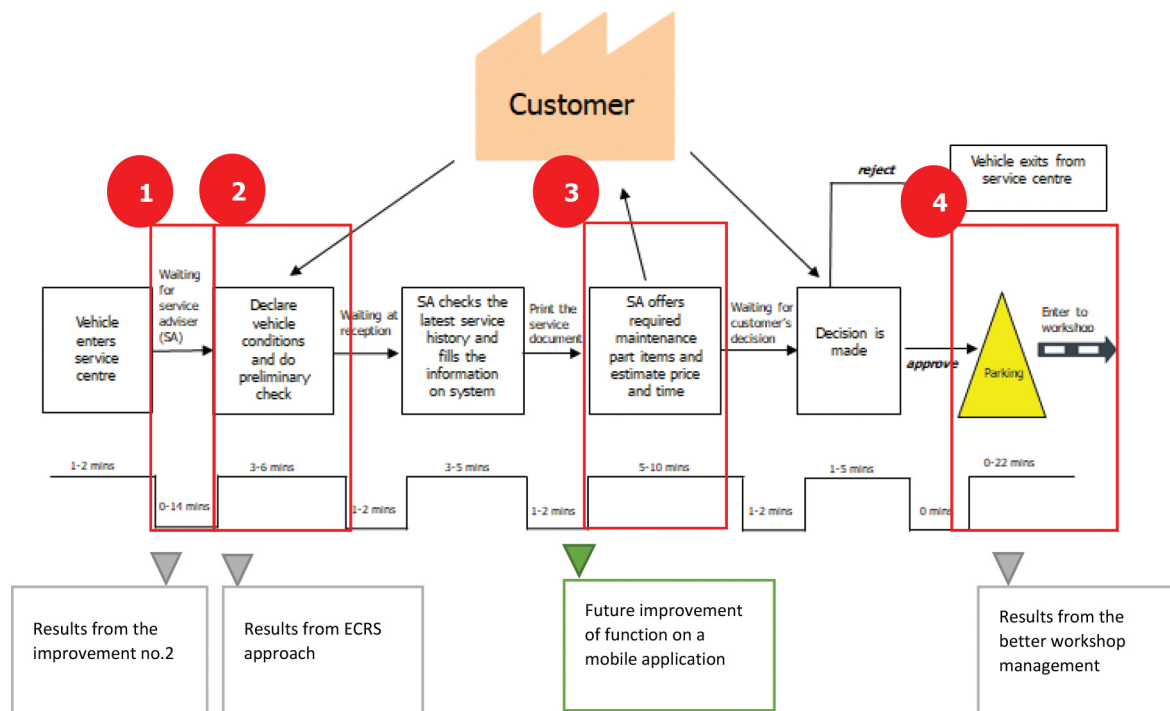 Customer
1
2
3
4
reject
Vehicle exits from
service centre
Vehicle
enters
service
centre
Waiting
for
service
adviser
(SA)
Declare
vehicle
conditions
and do
preliminary
check
Waiting at
reception
SA checks the
latest service
history and
fills the
information
on system
Print the
service
document
SA offers
required
maintenance
part items and
estimate price
and time
Waiting for
customer's
decision
Decision is
made
approve
Parking
Enter to
workshop
1-2 mins
0-14 mins
3-6 mins
1-2 mins
3-5 mins
1-2 mins
5-10 mins
1-2 mins
1-5 mins
0 mins
0-22 mins
Results from the
improvement no.2
Results from ECRS
approach
Future improvement
of function on a
mobile application
Results from the
better workshop
management